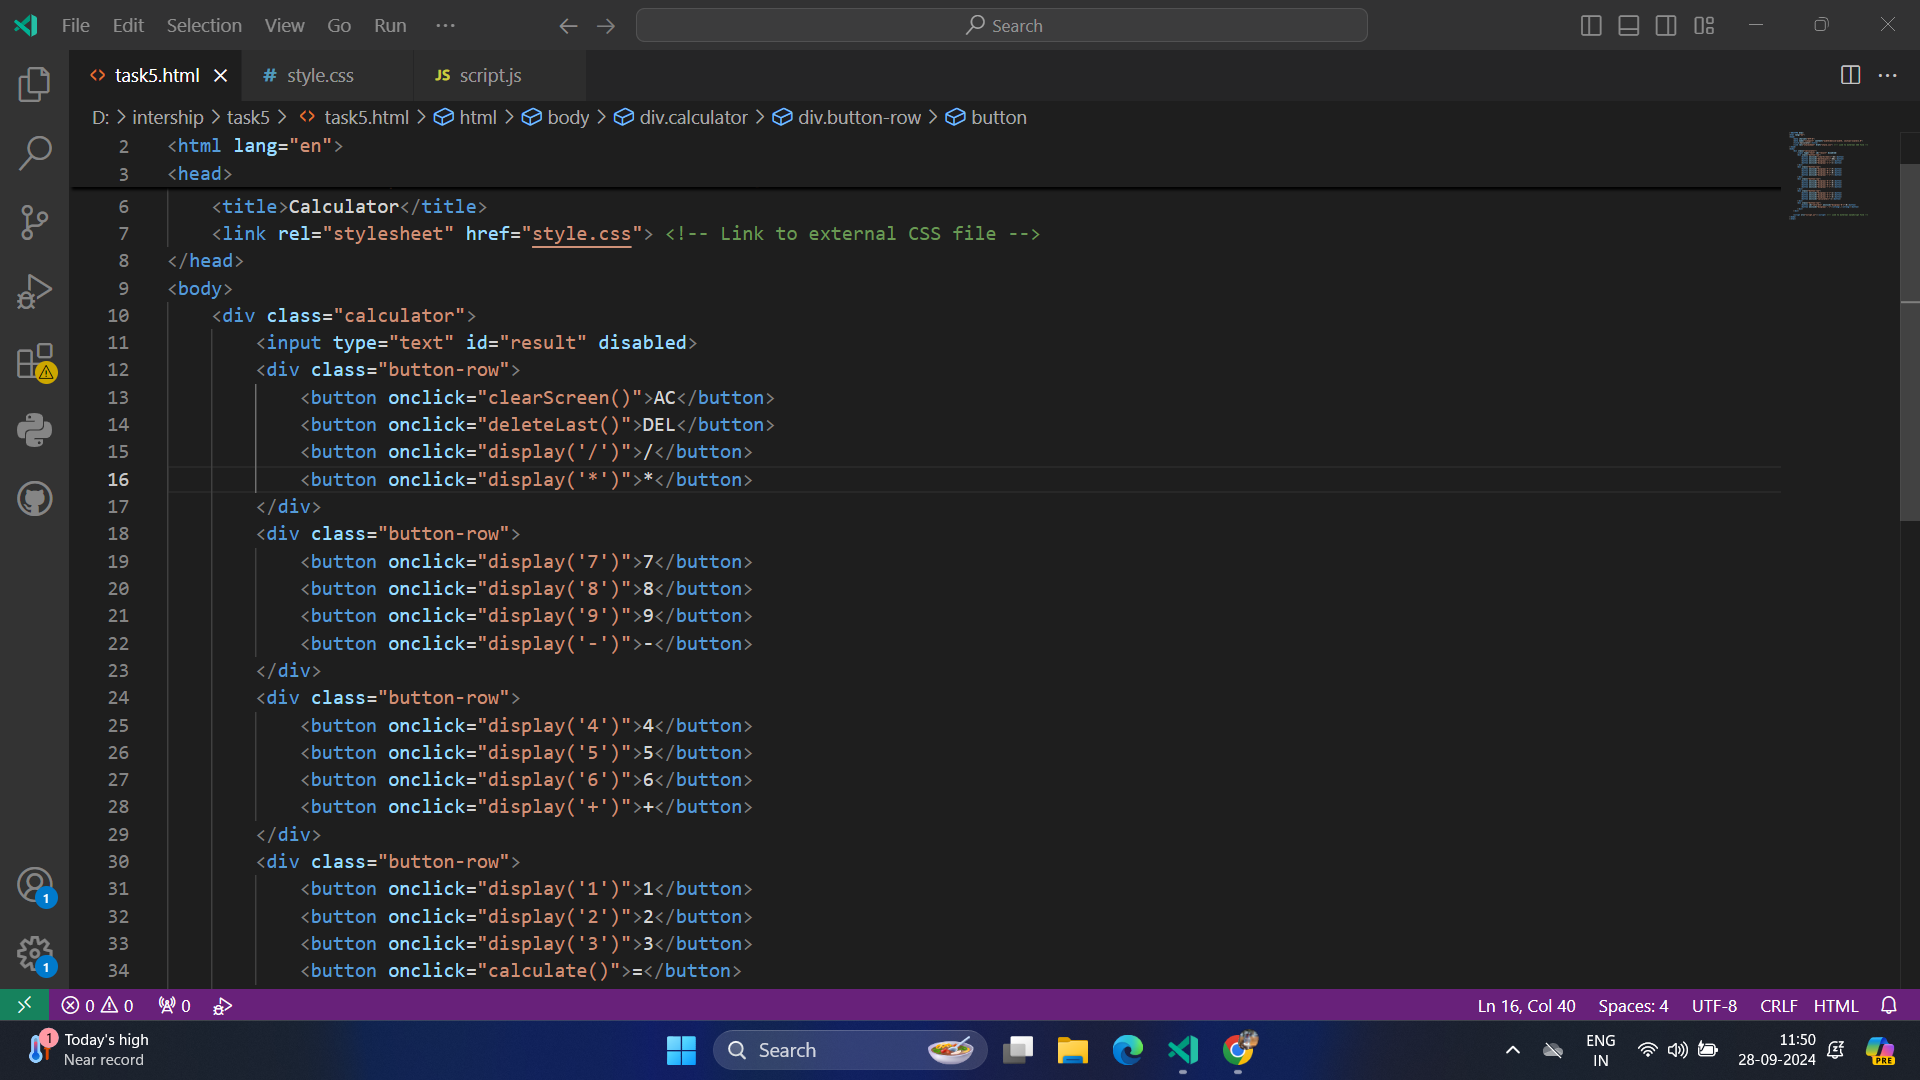 File Edit Selection View Go Run ··· Search
task5.html style.css script.js
D: > intership > task5 > task5.html > html > body > div.calculator > div.button-row > button
2 <html lang="en">
3 <head>
6 <title>Calculator</title>
7 <link rel="stylesheet" href="style.css"> <!-- Link to external CSS file -->
8 </head>
9 <body>
10 <div class="calculator">
11 <input type="text" id="result" disabled>
12 <div class="button-row">
13 <button onclick="clearScreen()">AC</button>
14 <button onclick="deleteLast()">DEL</button>
15 <button onclick="display('/')">/</button>
16 <button onclick="display('*')">*</button>
17 </div>
18 <div class="button-row">
19 <button onclick="display('7')">7</button>
20 <button onclick="display('8')">8</button>
21 <button onclick="display('9')">9</button>
22 <button onclick="display('-')">-</button>
23 </div>
24 <div class="button-row">
25 <button onclick="display('4')">4</button>
26 <button onclick="display('5')">5</button>
27 <button onclick="display('6')">6</button>
28 <button onclick="display('+')">+</button>
29 </div>
30 <div class="button-row">
31 <button onclick="display('1')">1</button>
32 <button onclick="display('2')">2</button>
33 <button onclick="display('3')">3</button>
34 <button onclick="calculate()">=</button>
1
1
0 0 0 Ln 16, Col 40 Spaces: 4 UTF-8 CRLF HTML
1 Today's high
Near record
Search
ENG
IN
11:50
28-09-2024
PRE